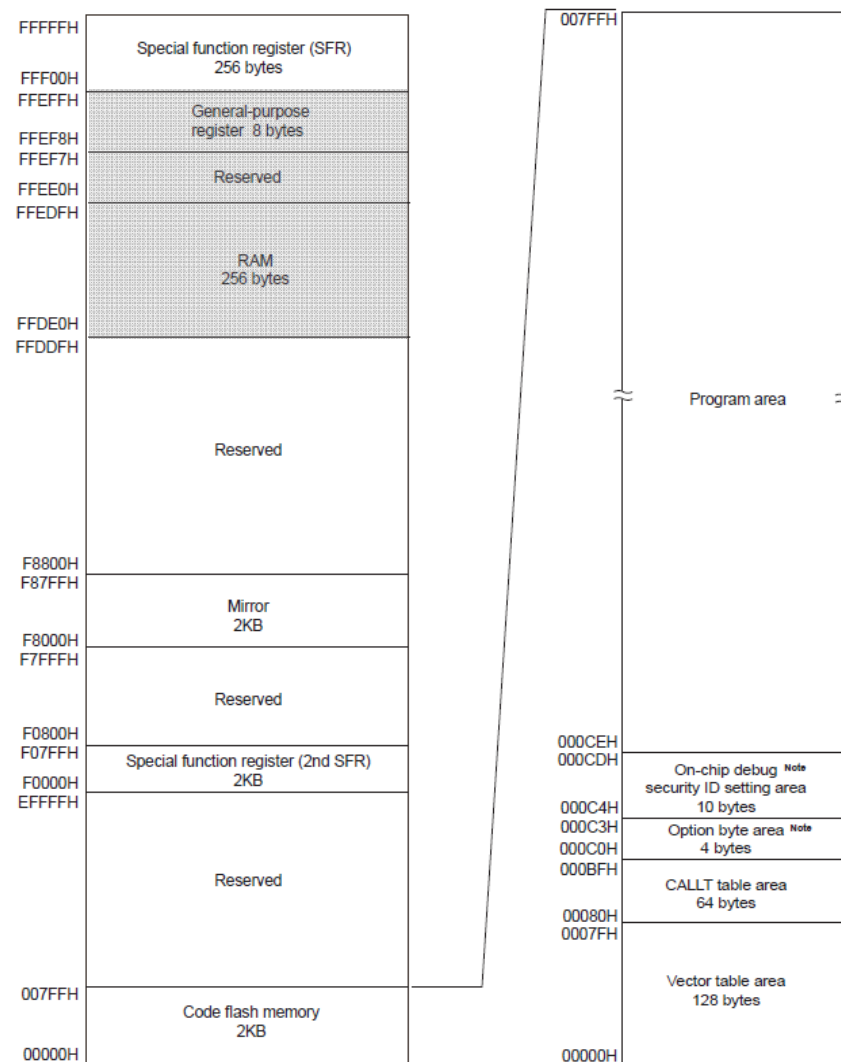 FFFFFH
Special function register (SFR)
256 bytes
FFF00H
FFEFFH
General-purpose
register 8 bytes
FFEF8H
FFEF7H
Reserved
FFEE0H
FFEDFH
RAM
256 bytes
FFDE0H
FFDDFH
Reserved
F8800H
F87FFH
Mirror
2KB
F8000H
F7FFFH
Reserved
F0800H
F07FFH
Special function register (2nd SFR)
2KB
F0000H
EFFFFH
Reserved
007FFH
Code flash memory
2KB
00000H
007FFH
Program area
000CEH
000CDH
On-chip debug Note
security ID setting area
10 bytes
000C4H
000C3H
Option byte area Note
4 bytes
000C0H
000BFH
CALLT table area
64 bytes
00080H
0007FH
Vector table area
128 bytes
00000H